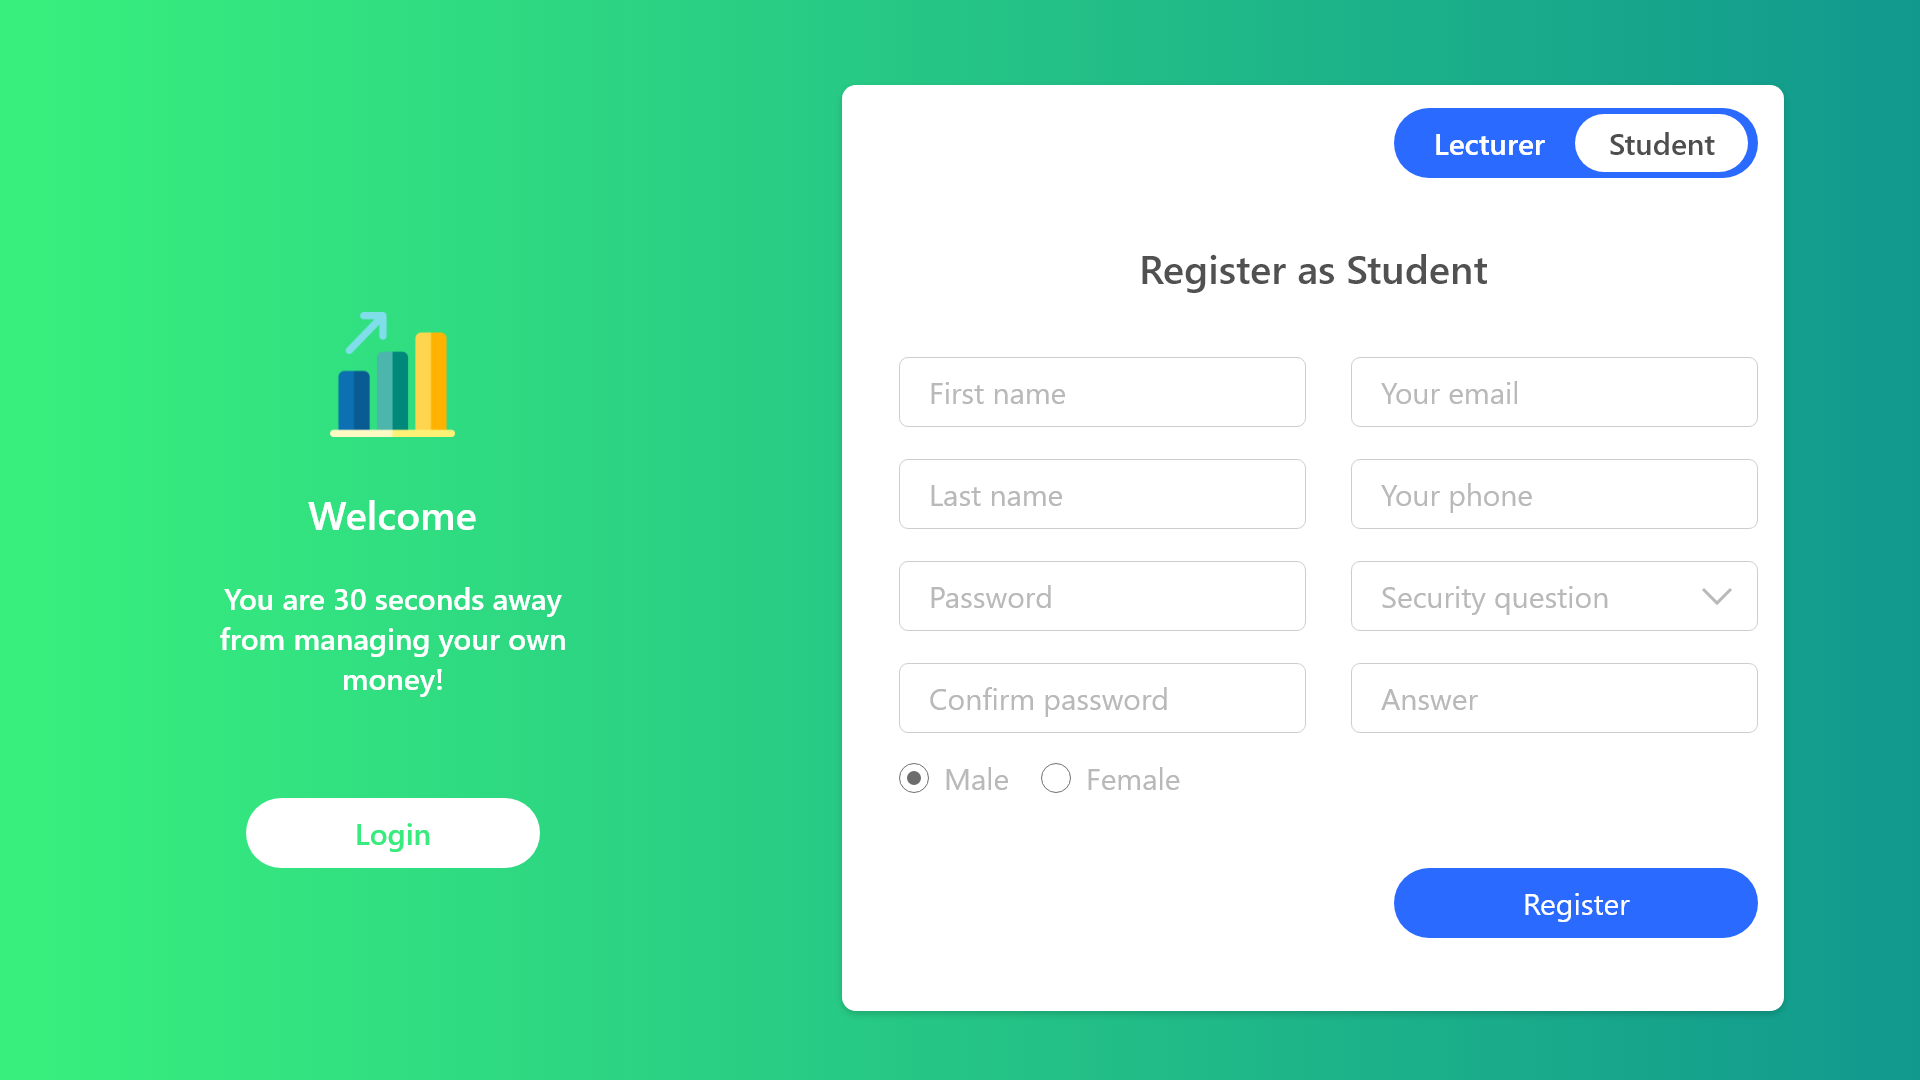 Welcome
You are 30 seconds away
from managing your own
money!
Login
Lecturer
Student
Register as Student
First name
Your email
Last name
Your phone
Password
Security question
Confirm password
Answer
Male
Female
Register